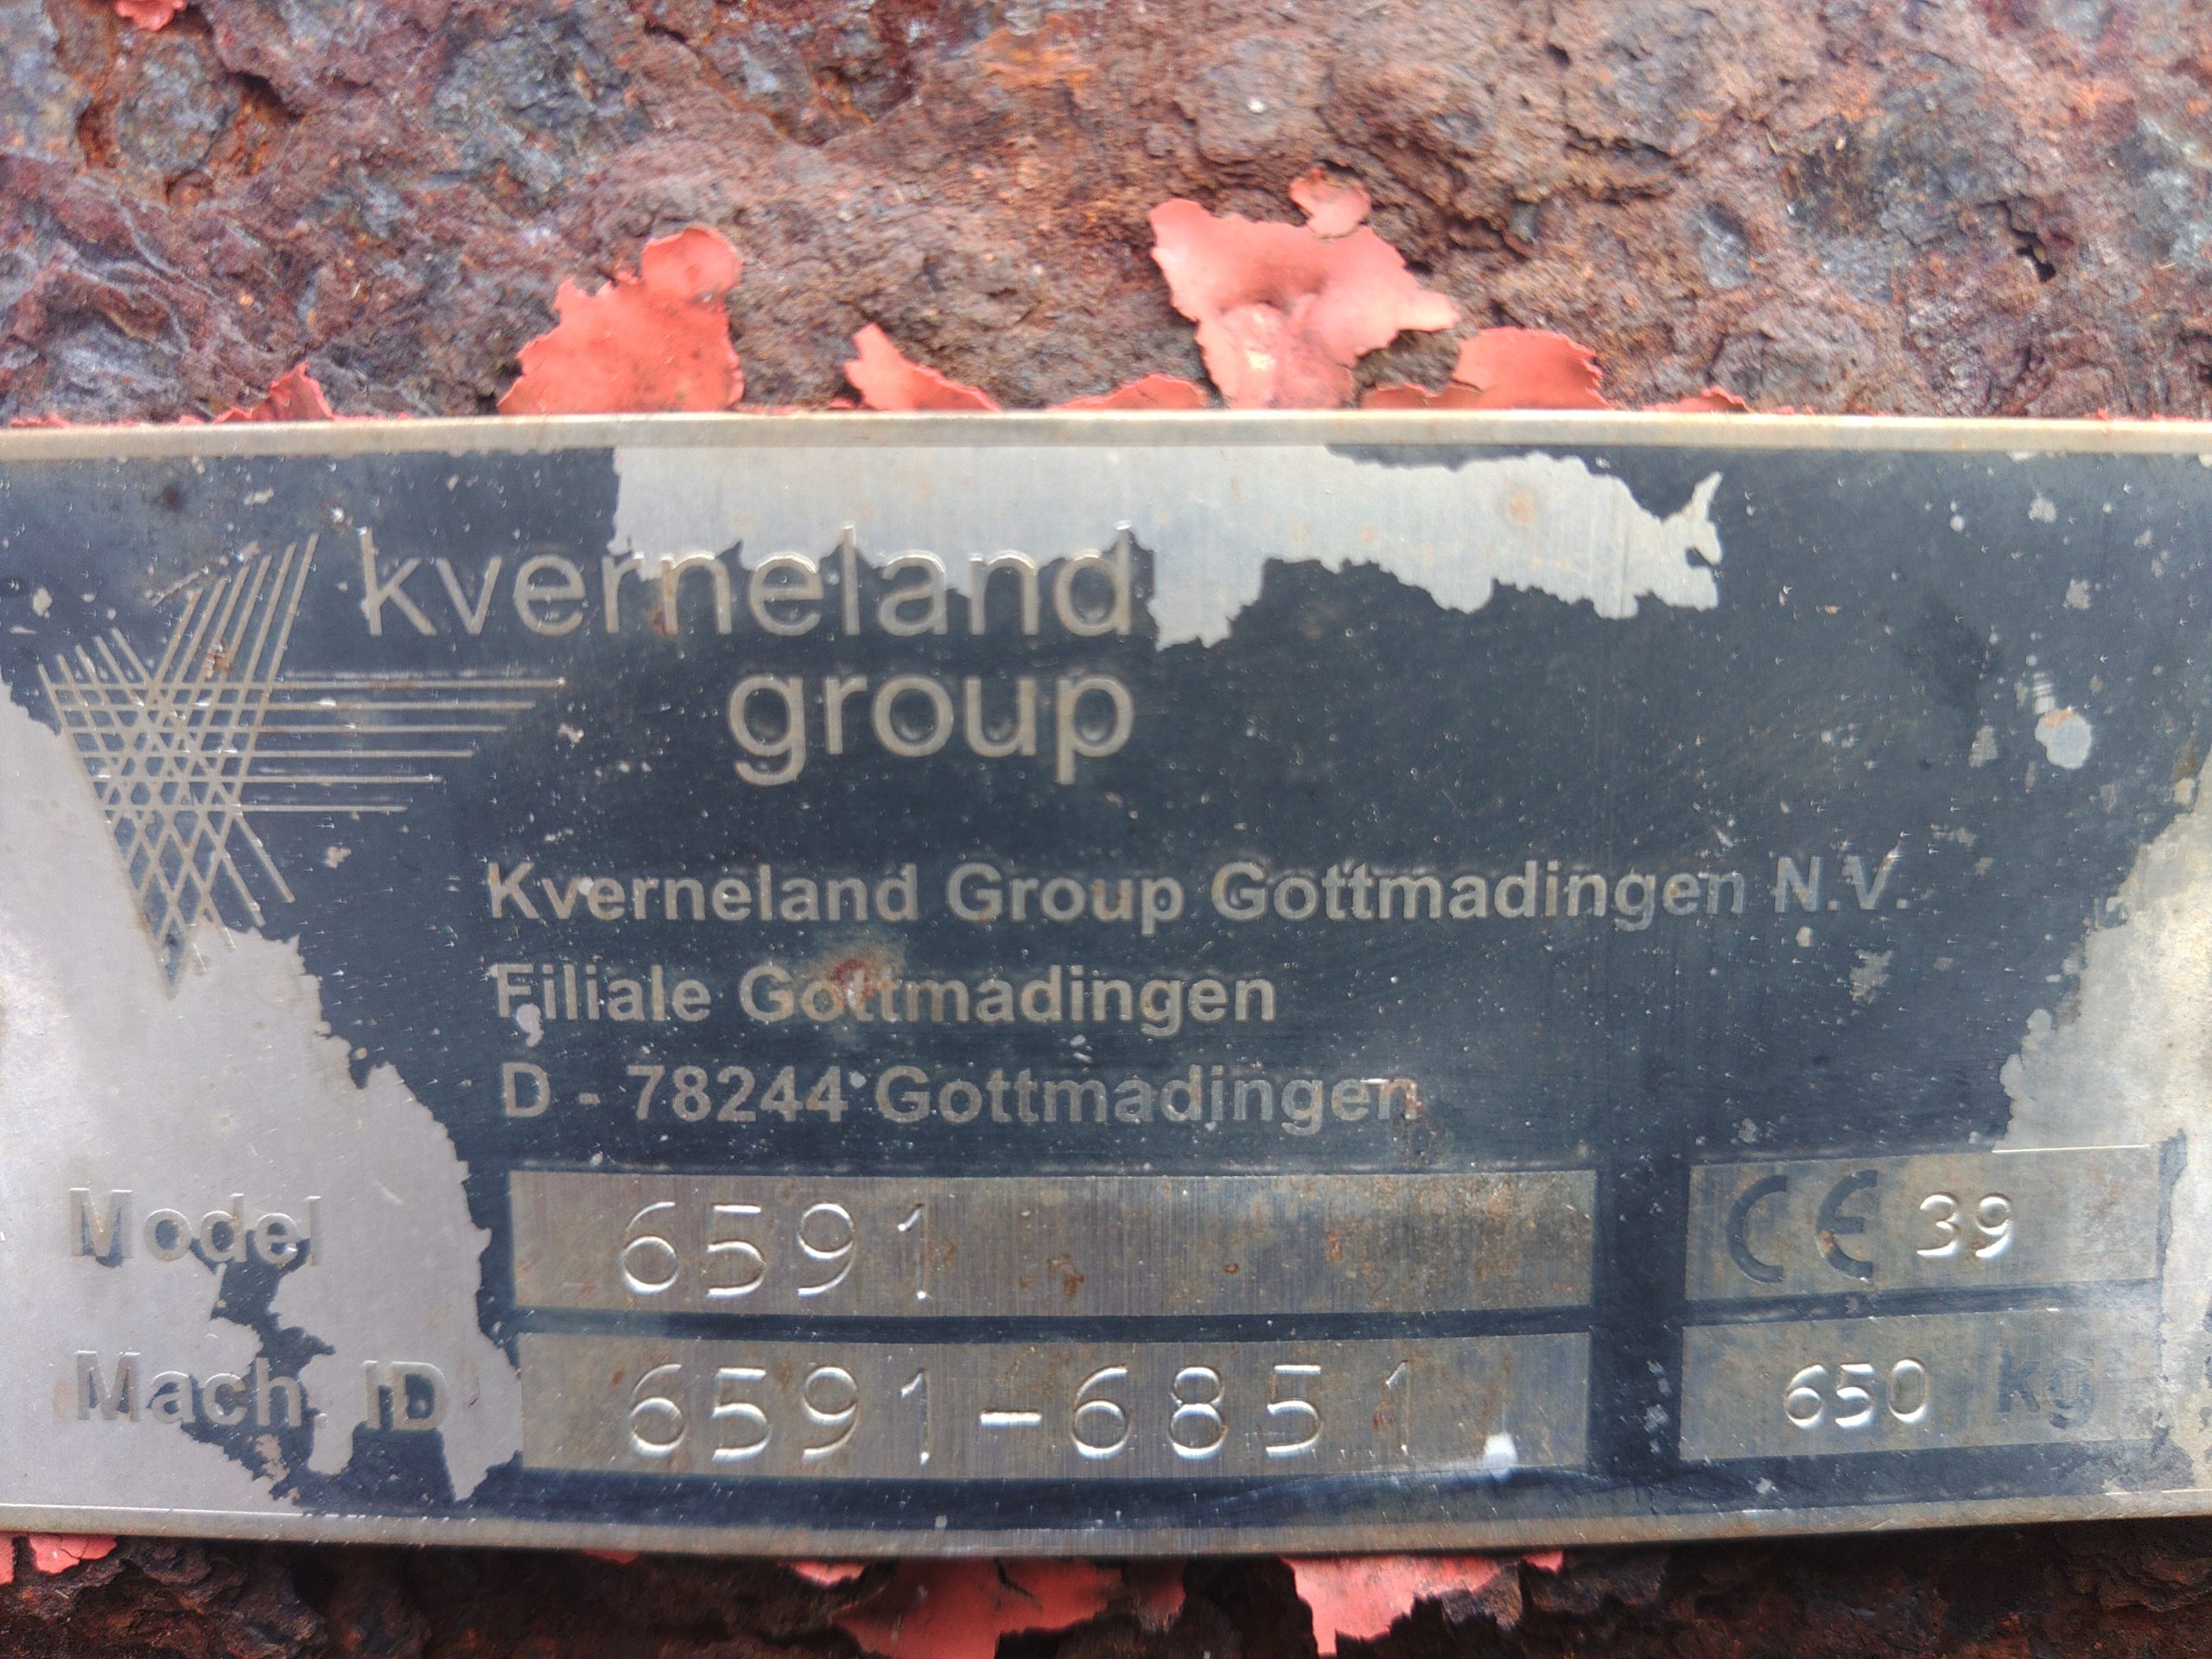 kverneland
group
Kverneland Group Gottmadingen N.V.
Filiale Gottmadingen
D - 78244 Gottmadingen
Model 6591 CE 39
Mach. ID 6591-6851 650 kg